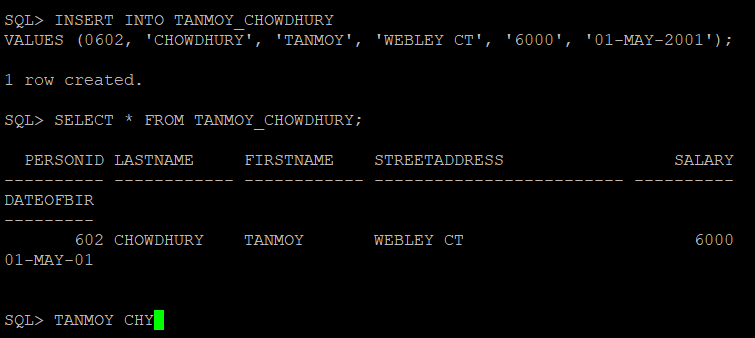 SQL> INSERT INTO TANMOY_CHOWDHURY
VALUES (0602, 'CHOWDHURY', 'TANMOY', 'WEBLEY CT', '6000', '01-MAY-2001');
1 row created.
SQL> SELECT * FROM TANMOY_CHOWDHURY;
PERSONID LASTNAME FIRSTNAME STREETADDRESS SALARY
---------- ------------ ------------ ------------------------- ----------
DATEOFBIR
---------
602 CHOWDHURY TANMOY WEBLEY CT 6000
01-MAY-01
SQL> TANMOY CHY